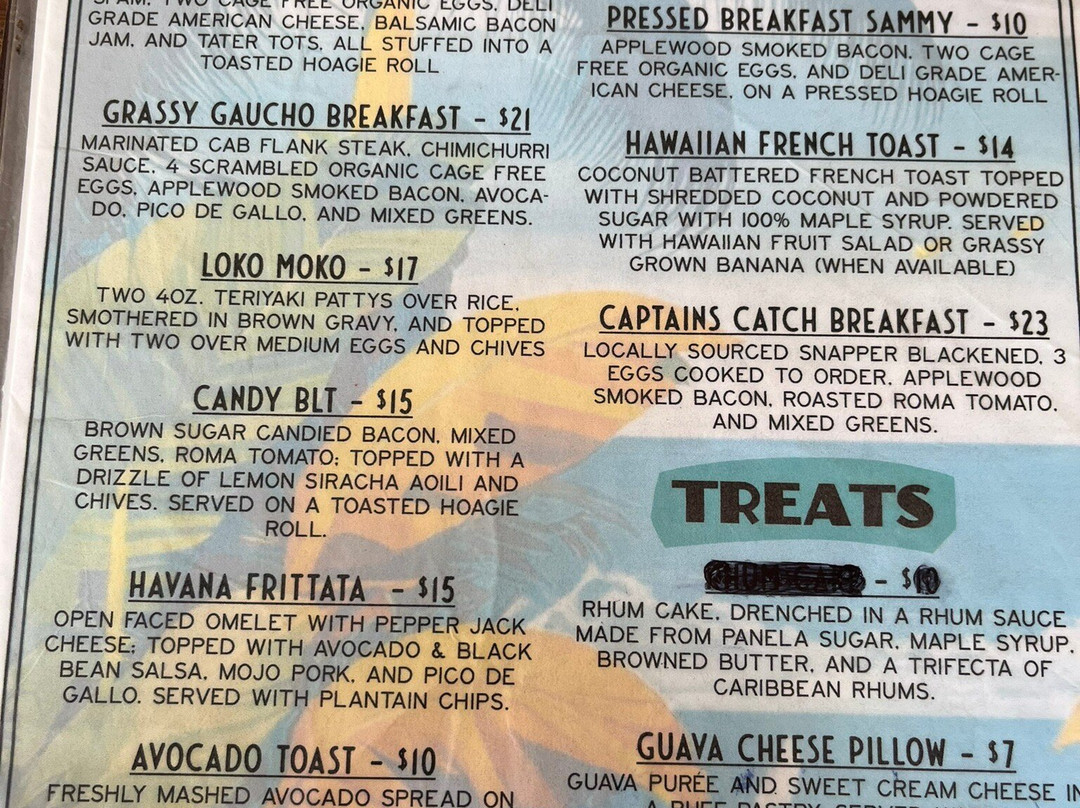 SPAM. TWO CAGE FREE ORGANIC EGGS. DELI
GRADE AMERICAN CHEESE. BALSAMIC BACON
JAM. AND TATER TOTS. ALL STUFFED INTO A
TOASTED HOAGIE ROLL
GRASSY GAUCHO BREAKFAST - $21
MARINATED CAB FLANK STEAK. CHIMICHURRI
SAUCE. 4 SCRAMBLED ORGANIC CAGE FREE
EGGS. APPLEWOOD SMOKED BACON. AVOCA-
DO. PICO DE GALLO. AND MIXED GREENS.
LOKO MOKO - $17
TWO 4OZ. TERIYAKI PATTYS OVER RICE.
SMOTHERED IN BROWN GRAVY. AND TOPPED
WITH TWO OVER MEDIUM EGGS AND CHIVES
CANDY BLT - $15
BROWN SUGAR CANDIED BACON. MIXED
GREENS. ROMA TOMATO; TOPPED WITH A
DRIZZLE OF LEMON SIRACHA AOILI AND
CHIVES. SERVED ON A TOASTED HOAGIE
ROLL.
HAVANA FRITTATA - $15
OPEN FACED OMELET WITH PEPPER JACK
CHEESE; TOPPED WITH AVOCADO & BLACK
BEAN SALSA. MOJO PORK. AND PICO DE
GALLO. SERVED WITH PLANTAIN CHIPS.
AVOCADO TOAST - $10
FRESHLY MASHED AVOCADO SPREAD ON
PRESSED BREAKFAST SAMMY - $10
APPLEWOOD SMOKED BACON. TWO CAGE
FREE ORGANIC EGGS. AND DELI GRADE AMER-
ICAN CHEESE. ON A PRESSED HOAGIE ROLL
HAWAIIAN FRENCH TOAST - $14
COCONUT BATTERED FRENCH TOAST TOPPED
WITH SHREDDED COCONUT AND POWDERED
SUGAR WITH 100% MAPLE SYRUP. SERVED
WITH HAWAIIAN FRUIT SALAD OR GRASSY
GROWN BANANA (WHEN AVAILABLE)
CAPTAINS CATCH BREAKFAST - $23
LOCALLY SOURCED SNAPPER BLACKENED. 3
EGGS COOKED TO ORDER. APPLEWOOD
SMOKED BACON. ROASTED ROMA TOMATO.
AND MIXED GREENS.
TREATS
- $
RHUM CAKE. DRENCHED IN A RHUM SAUCE
MADE FROM PANELA SUGAR. MAPLE SYRUP.
BROWNED BUTTER. AND A TRIFECTA OF
CARIBBEAN RHUMS.
GUAVA CHEESE PILLOW - $7
GUAVA PURÉE AND SWEET CREAM CHEESE IN
A PUFF PASTRY